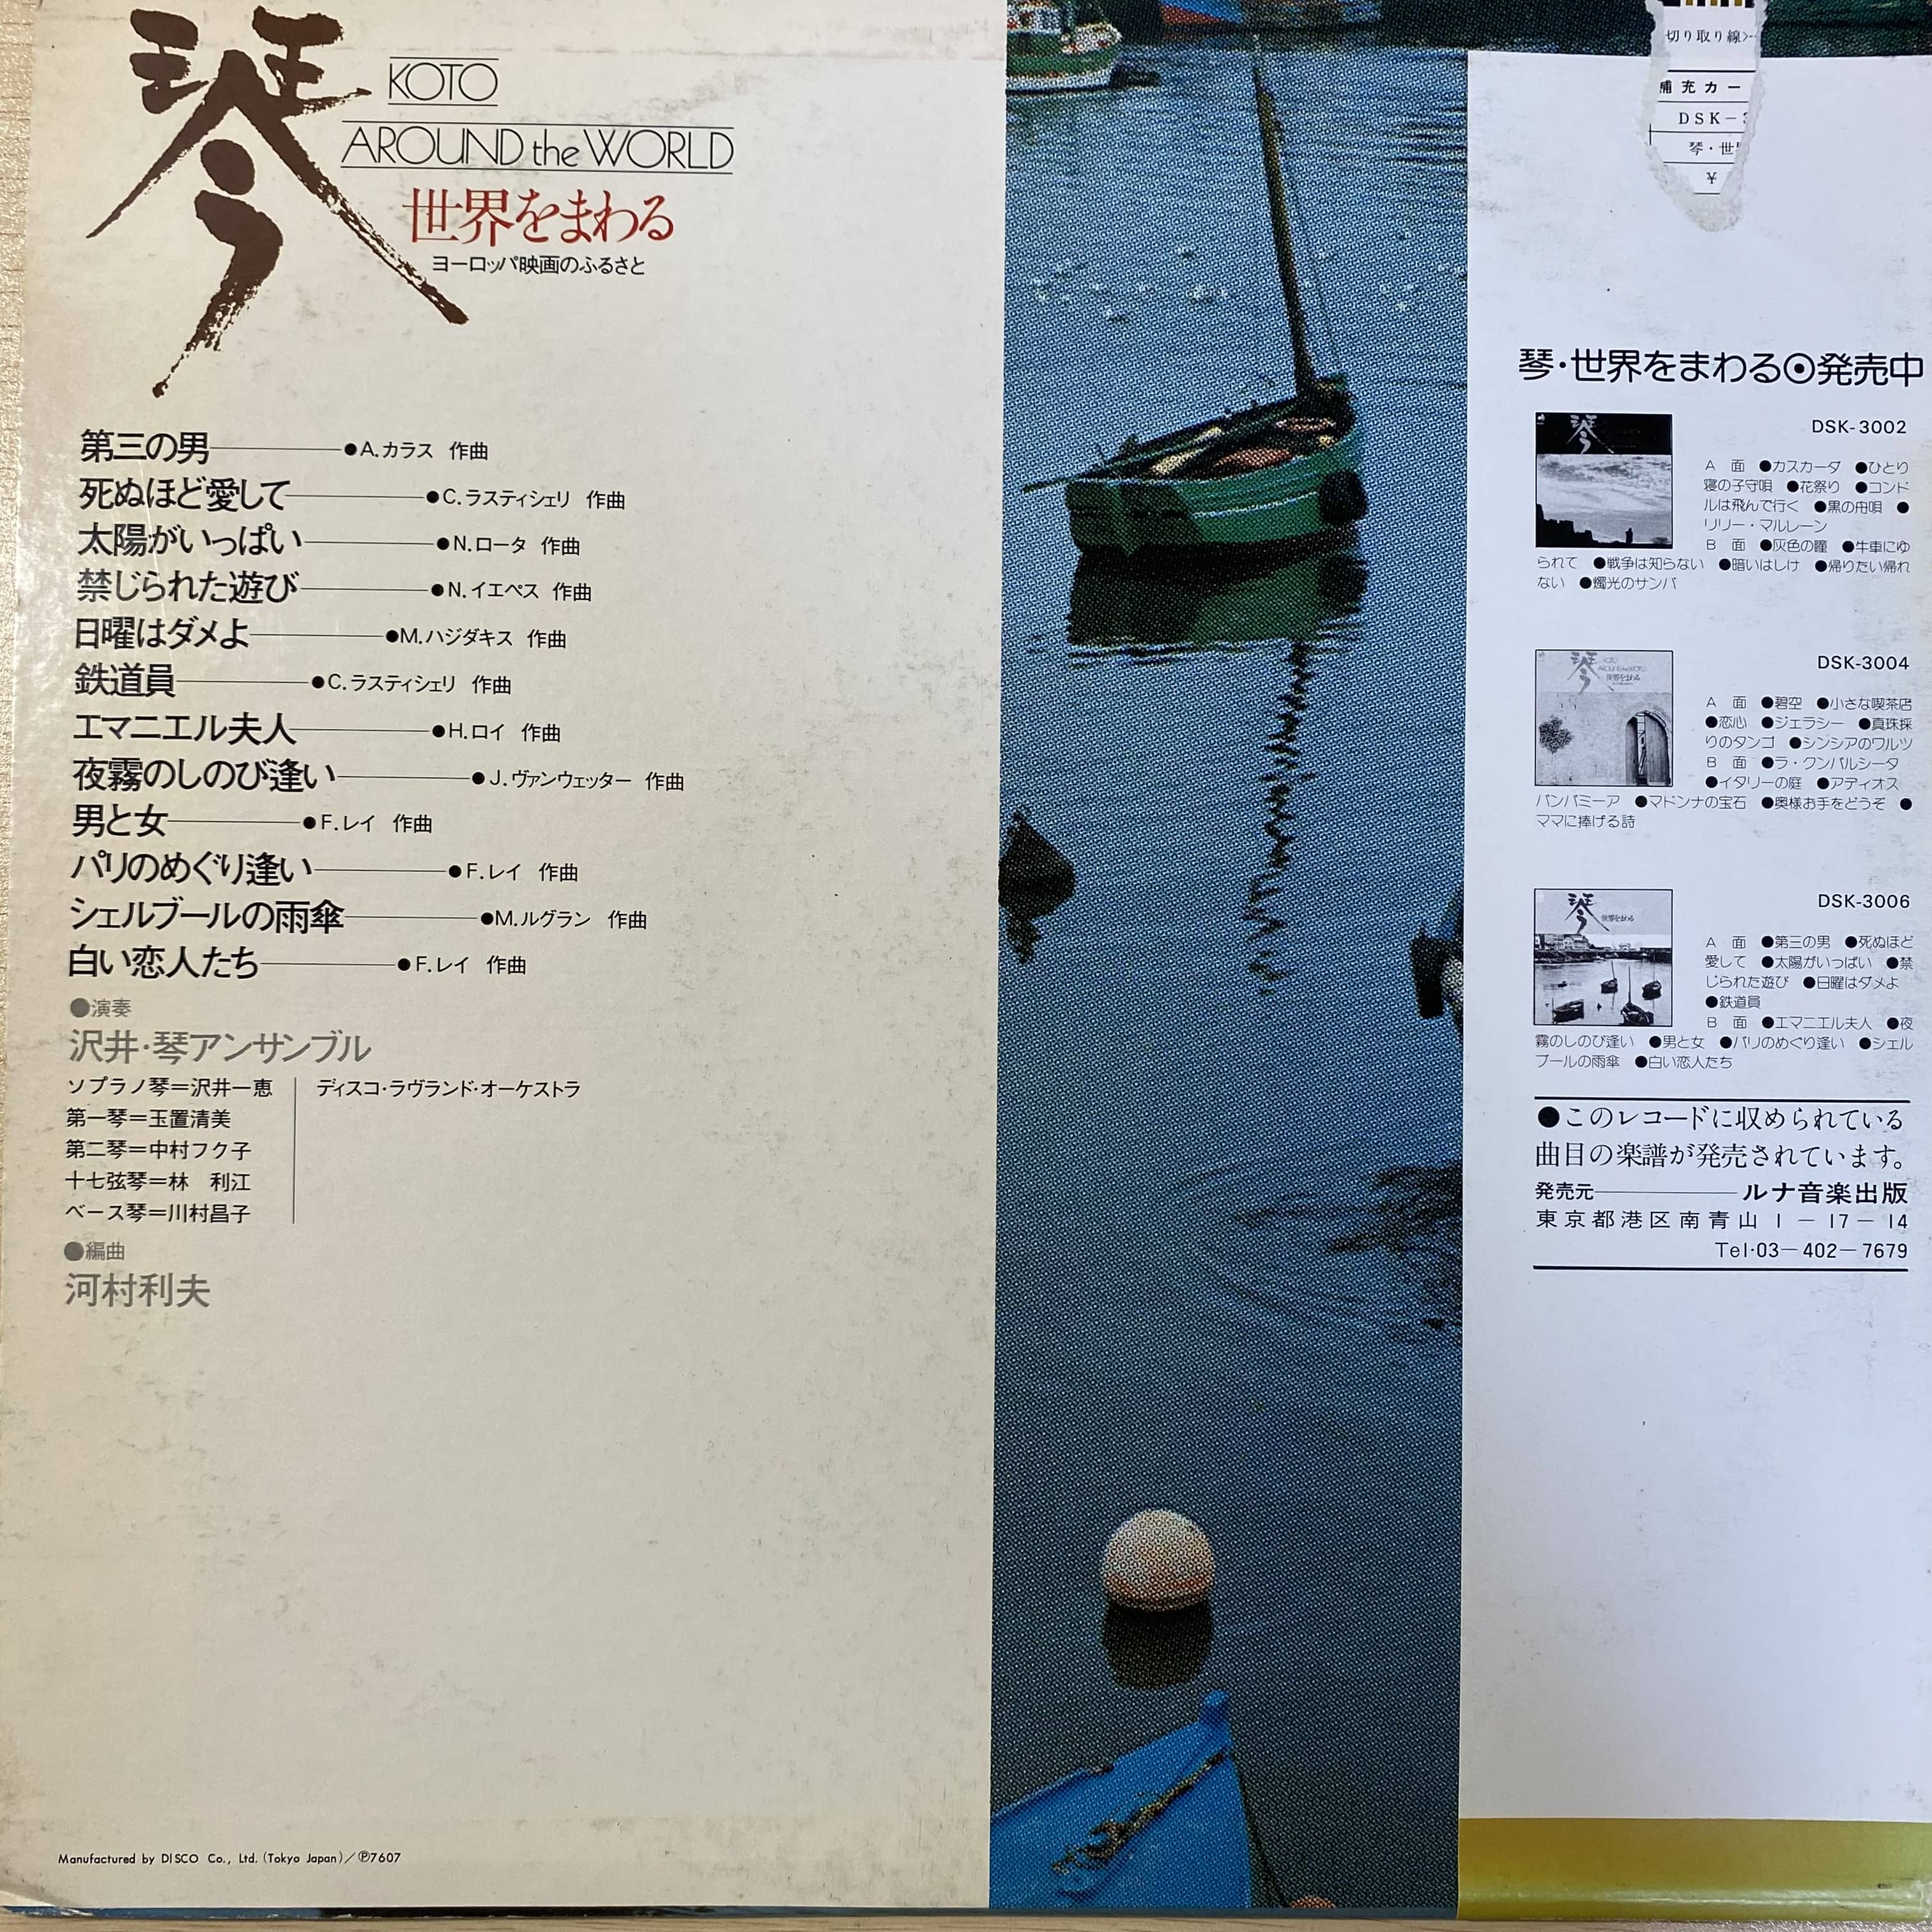 琴
KOTO
AROUND the WORLD
世界をまわる
ヨーロッパ映画のふるさと
第三の男 ●A.カラス 作曲
死ぬほど愛して ●C.ラスティシェリ 作曲
太陽がいっぱい ●N.ロータ 作曲
禁じられた遊び ●N.イエペス 作曲
日曜はダメよ ●M.ハジダキス 作曲
鉄道員 ●C.ラスティシェリ 作曲
エマニエル夫人 ●H.ロイ 作曲
夜霧のしのび逢い ●J.ヴァンウェッター 作曲
男と女 ●F.レイ 作曲
パリのめぐり逢い ●F.レイ 作曲
シェルブールの雨傘 ●M.ルグラン 作曲
白い恋人たち ●F.レイ 作曲
●演奏
沢井・琴アンサンブル
ソプラノ琴=沢井一恵
第一琴=玉置清美
第二琴=中村フク子
十七弦琴=林 利江
ベース琴=川村昌子
ディスコ・ラヴランド・オーケストラ
●編曲
河村利夫
Manufactured by DISCO Co., Ltd. (Tokyo Japan)/Ⓟ7607
切り取り線>
補充カー
DSK-
琴・世
¥
琴・世界をまわる⦿発売中
DSK-3002
A 面 ●カスカーダ ●ひとり
寝の子守唄 ●花祭り ●コンド
ルは飛んで行く ●黒の舟唄 ●
リリー・マルレーン
B 面 ●灰色の瞳 ●牛車にゆ
られて ●戦争は知らない ●暗いはしけ ●帰りたい帰れ
ない ●燭光のサンバ
DSK-3004
琴
KOTO
AROUND the WORLD
世界をまわる
A 面 ●碧空 ●小さな喫茶店
●恋心 ●ジェラシー ●真珠採
りのタンゴ ●シンシアのワルツ
B 面 ●ラ・クンパルシータ
●イタリーの庭 ●アディオス
パンパミーア ●マドンナの宝石 ●奥様お手をどうぞ ●
ママに捧げる詩
DSK-3006
琴
世界をまわる
A 面 ●第三の男 ●死ぬほど
愛して ●太陽がいっぱい ●禁
じられた遊び ●日曜はダメよ
●鉄道員
B 面 ●エマニエル夫人 ●夜
霧のしのび逢い ●男と女 ●パリのめぐり逢い ●シェル
ブールの雨傘 ●白い恋人たち
●このレコードに収められている
曲目の楽譜が発売されています。
発売元 ルナ音楽出版
東京都港区南青山1-17-14
Tel・03-402-7679